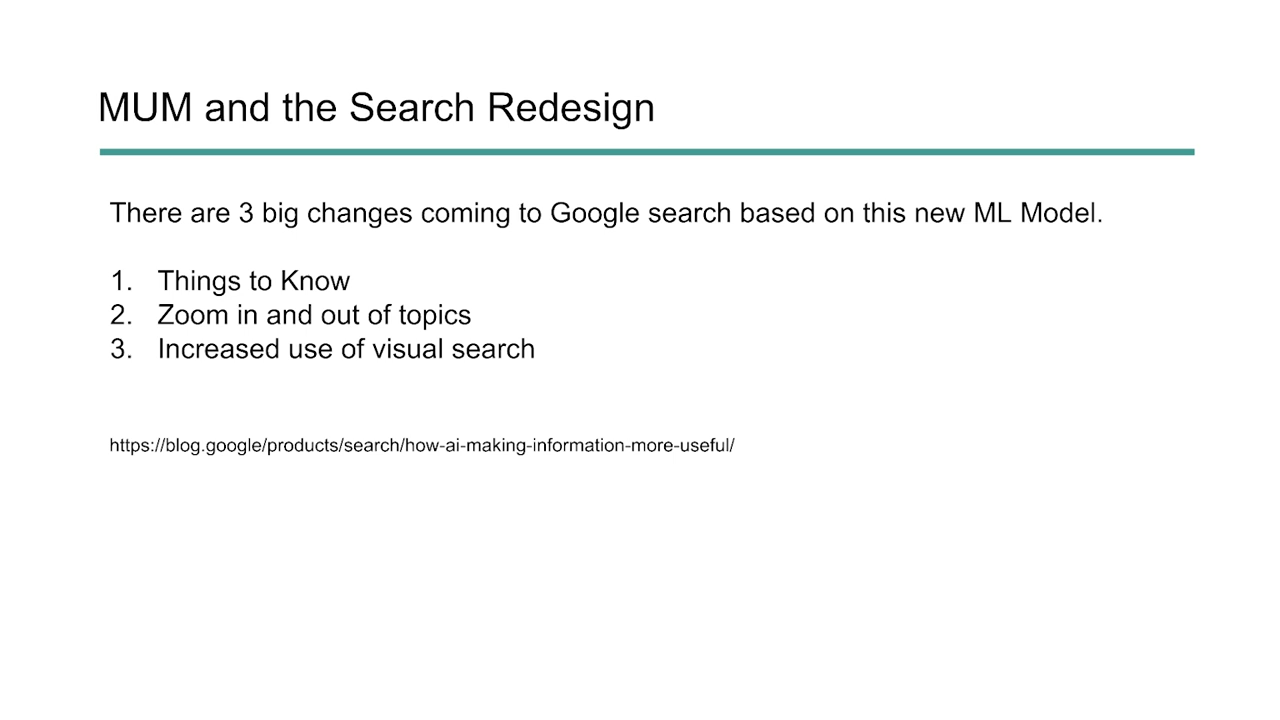 MUM and the Search Redesign
There are 3 big changes coming to Google search based on this new ML Model.
1. Things to Know
2. Zoom in and out of topics
3. Increased use of visual search
https://blog.google/products/search/how-ai-making-information-more-useful/